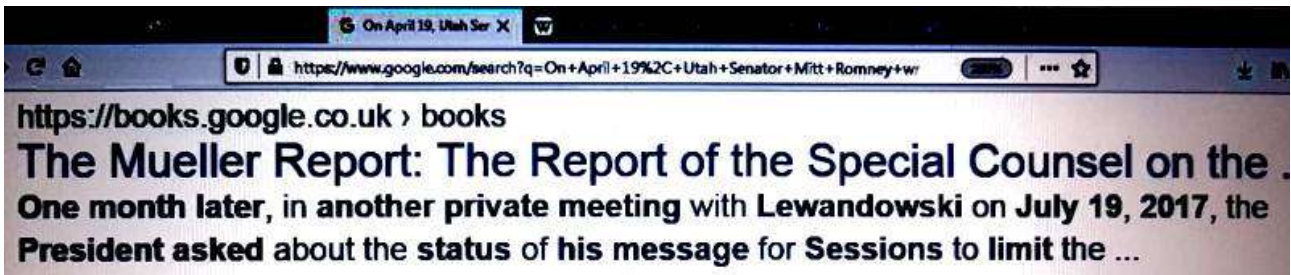 On April 19, Utah Ser X W
https://www.google.com/search?q=On+April+19%2C+Utah+Senator+Mitt+Romney+wr ... 
https://books.google.co.uk › books
The Mueller Report: The Report of the Special Counsel on the .
One month later, in another private meeting with Lewandowski on July 19, 2017, the
President asked about the status of his message for Sessions to limit the ...